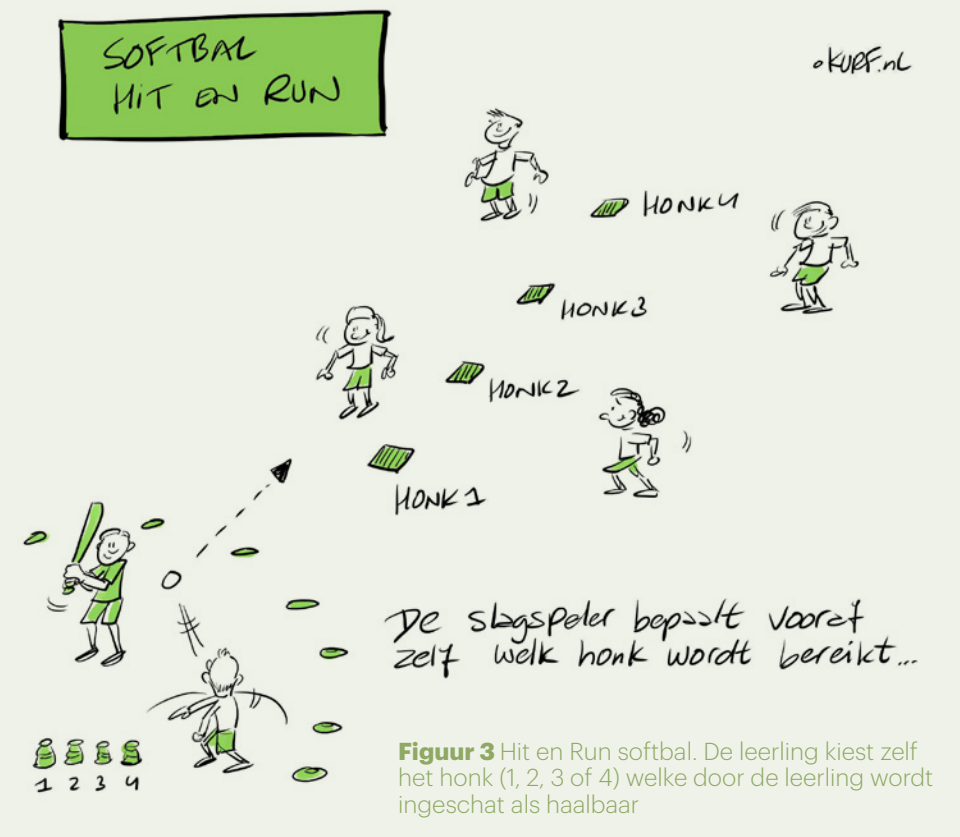 SOFTBAL
HIT EN RUN
KURF.nL
HONK4
HONK3
HONK2
HONK1
De slagspeler bepaalt vooraf
zelf welk honk wordt bereikt...
1 2 3 4
Figuur 3 Hit en Run softbal. De leerling kiest zelf
het honk (1, 2, 3 of 4) welke door de leerling wordt
ingeschat als haalbaar